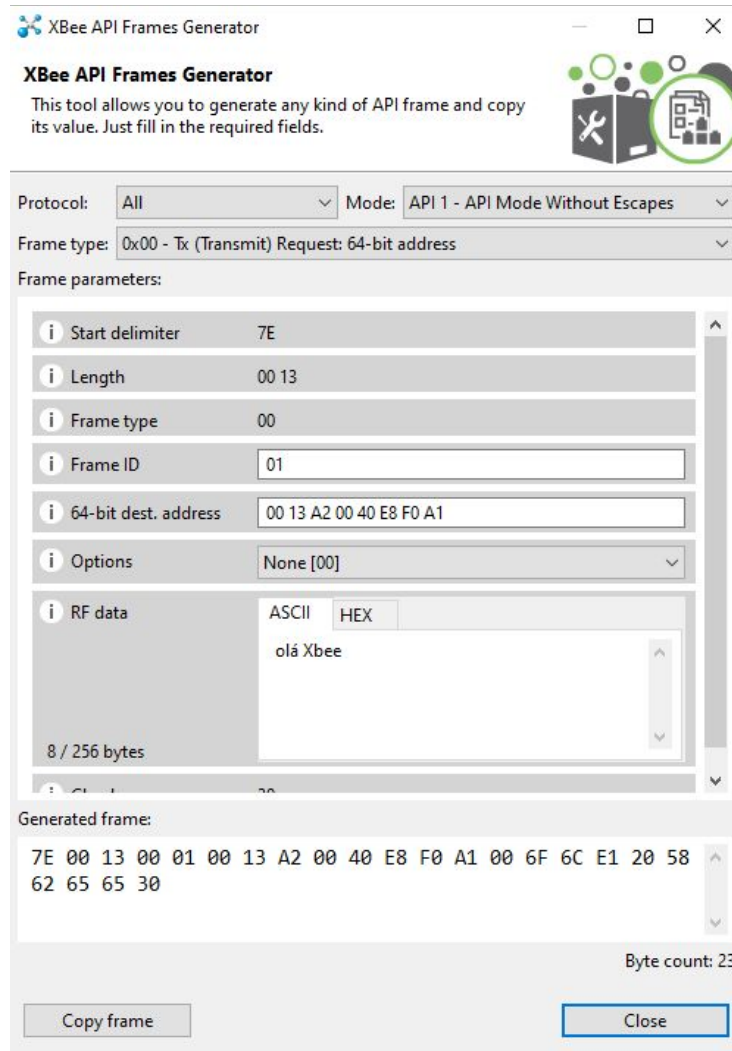 XBee API Frames Generator
XBee API Frames Generator
This tool allows you to generate any kind of API frame and copy
its value. Just fill in the required fields.
Protocol: All Mode: API 1 - API Mode Without Escapes
Frame type: 0x00 - Tx (Transmit) Request: 64-bit address
Frame parameters:
i Start delimiter 7E
i Length 00 13
i Frame type 00
i Frame ID 01
i 64-bit dest. address 00 13 A2 00 40 E8 F0 A1
i Options None [00]
i RF data ASCII HEX
olá Xbee
8 / 256 bytes
Generated frame:
7E 00 13 00 01 00 13 A2 00 40 E8 F0 A1 00 6F 6C E1 20 58
62 65 65 30
Byte count: 23
Copy frame Close